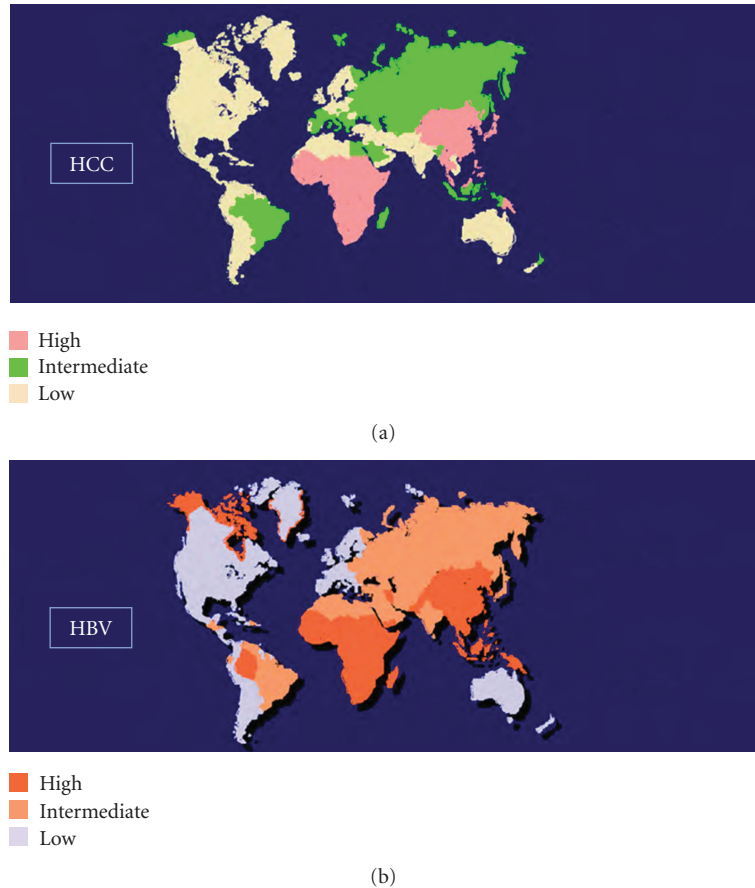 HCC
High
Intermediate
Low
(a)
HBV
High
Intermediate
Low
(b)